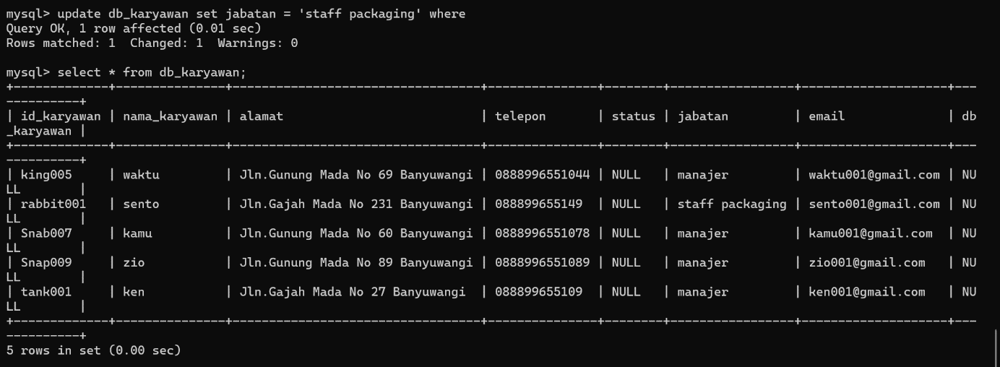 mysql> update db_karyawan set jabatan = 'staff packaging' where
Query OK, 1 row affected (0.01 sec)
Rows matched: 1  Changed: 1  Warnings: 0
mysql> select * from db_karyawan;
+-------------+---------------+----------------------------------+---------------+--------+-----------------+--------------------+---
----------+
| id_karyawan | nama_karyawan | alamat                           | telepon       | status | jabatan         | email              | db
_karyawan |
+-------------+---------------+----------------------------------+---------------+--------+-----------------+--------------------+---
----------+
| king005     | waktu         | Jln.Gunung Mada No 69 Banyuwangi | 0888996551044 | NULL   | manajer         | waktu001@gmail.com | NU
LL         |
| rabbit001   | sento         | Jln.Gajah Mada No 231 Banyuwangi | 088899655149  | NULL   | staff packaging | sento001@gmail.com | NU
LL         |
| Snab007     | kamu          | Jln.Gunung Mada No 60 Banyuwangi | 0888996551078 | NULL   | manajer         | kamu001@gmail.com  | NU
LL         |
| Snap009     | zio           | Jln.Gunung Mada No 89 Banyuwangi | 0888996551089 | NULL   | manajer         | zio001@gmail.com   | NU
LL         |
| tank001     | ken           | Jln.Gajah Mada No 27 Banyuwangi  | 088899655109  | NULL   | manajer         | ken001@gmail.com   | NU
LL         |
+-------------+---------------+----------------------------------+---------------+--------+-----------------+--------------------+---
----------+
5 rows in set (0.00 sec)